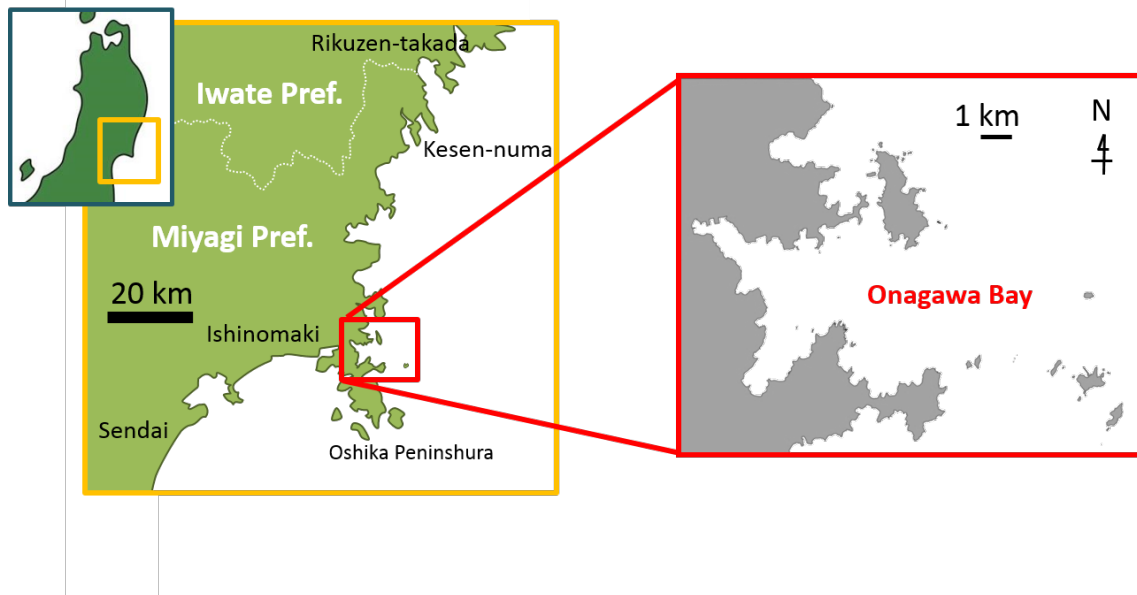 Rikuzen-takada
Iwate Pref.
Kesen-numa
Miyagi Pref.
20 km
Ishinomaki
Sendai
Oshika Peninshura
1 km
N
Onagawa Bay